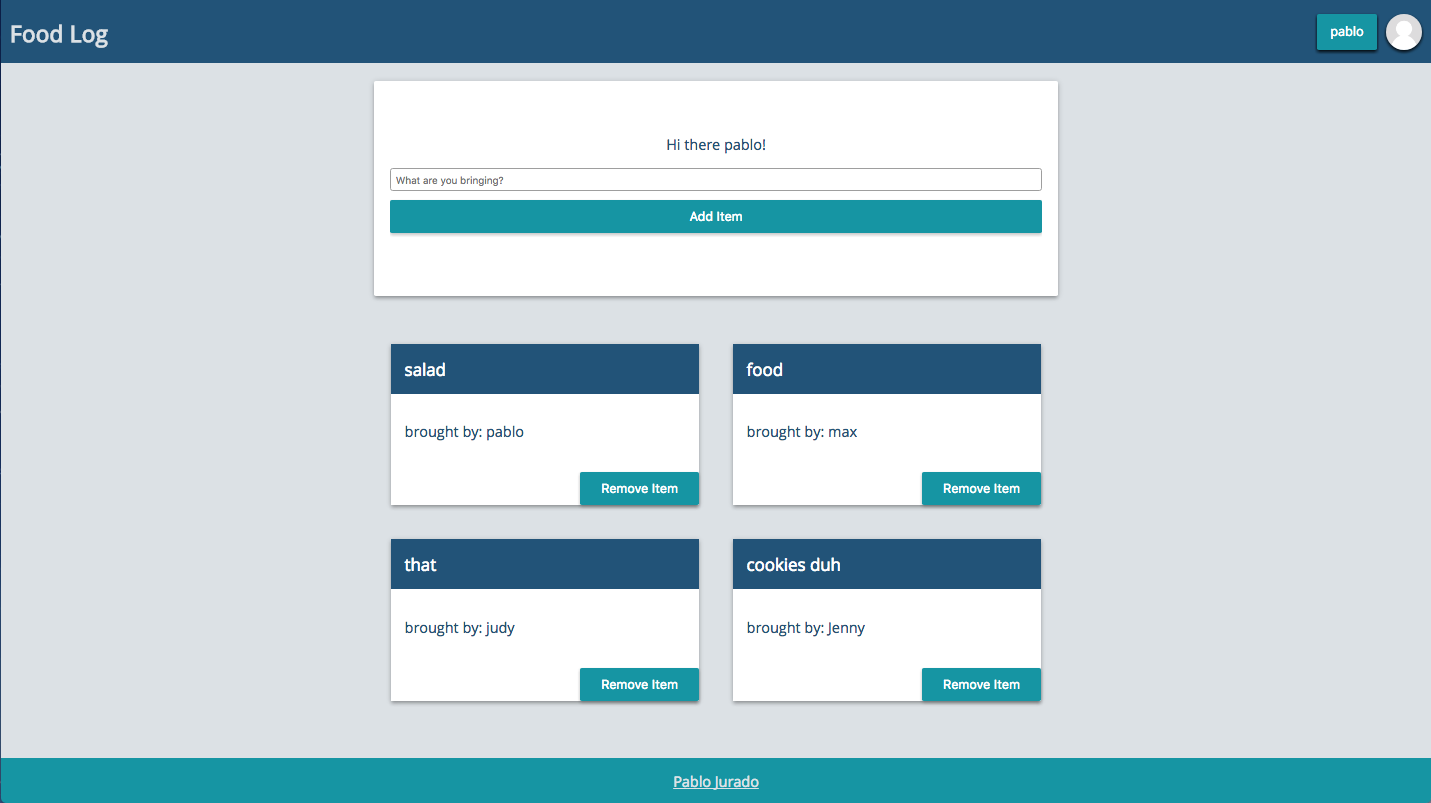 Food Log
pablo
Hi there pablo!
What are you bringing?
Add Item
salad
brought by: pablo
Remove Item
food
brought by: max
Remove Item
that
brought by: judy
Remove Item
cookies duh
brought by: Jenny
Remove Item
Pablo Jurado